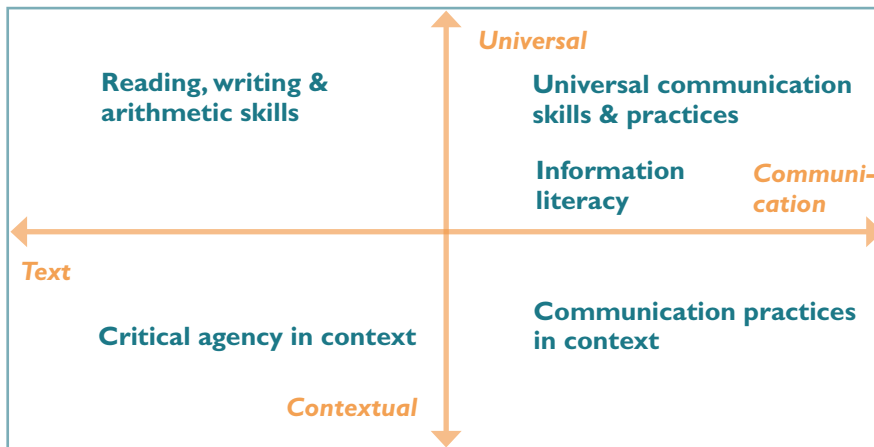 Universal
Reading, writing &
arithmetic skills
Universal communication
skills & practices
Information
literacy
Communi-
cation
Text
Critical agency in context
Communication practices
in context
Contextual